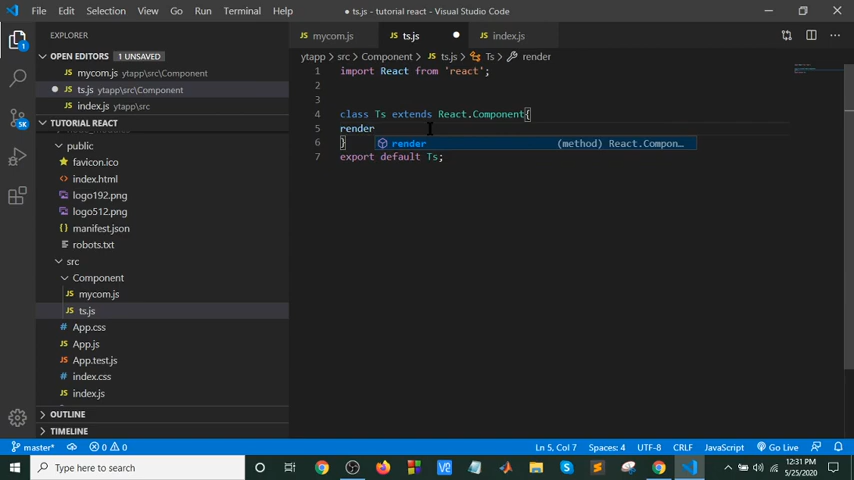 File Edit Selection View Go Run Terminal Help
● ts.js - tutorial react - Visual Studio Code
EXPLORER
OPEN EDITORS 1 UNSAVED
mycom.js ytapp\src\Component
ts.js ytapp\src\Component
index.js ytapp\src
TUTORIAL REACT
public
favicon.ico
index.html
logo192.png
logo512.png
manifest.json
robots.txt
src
Component
mycom.js
ts.js
App.css
App.js
App.test.js
index.css
index.js
OUTLINE
TIMELINE
mycom.js ts.js index.js
ytapp > src > Component > ts.js > Ts > render
1 import React from 'react';
2
3
4 class Ts extends React.Component{
5 render
render (method) React.Compon…
6 }
7 export default Ts;
1
5K
master* 0 0 Ln 5, Col 7 Spaces: 4 UTF-8 CRLF JavaScript Go Live
Type here to search
12:31 PM
5/25/2020